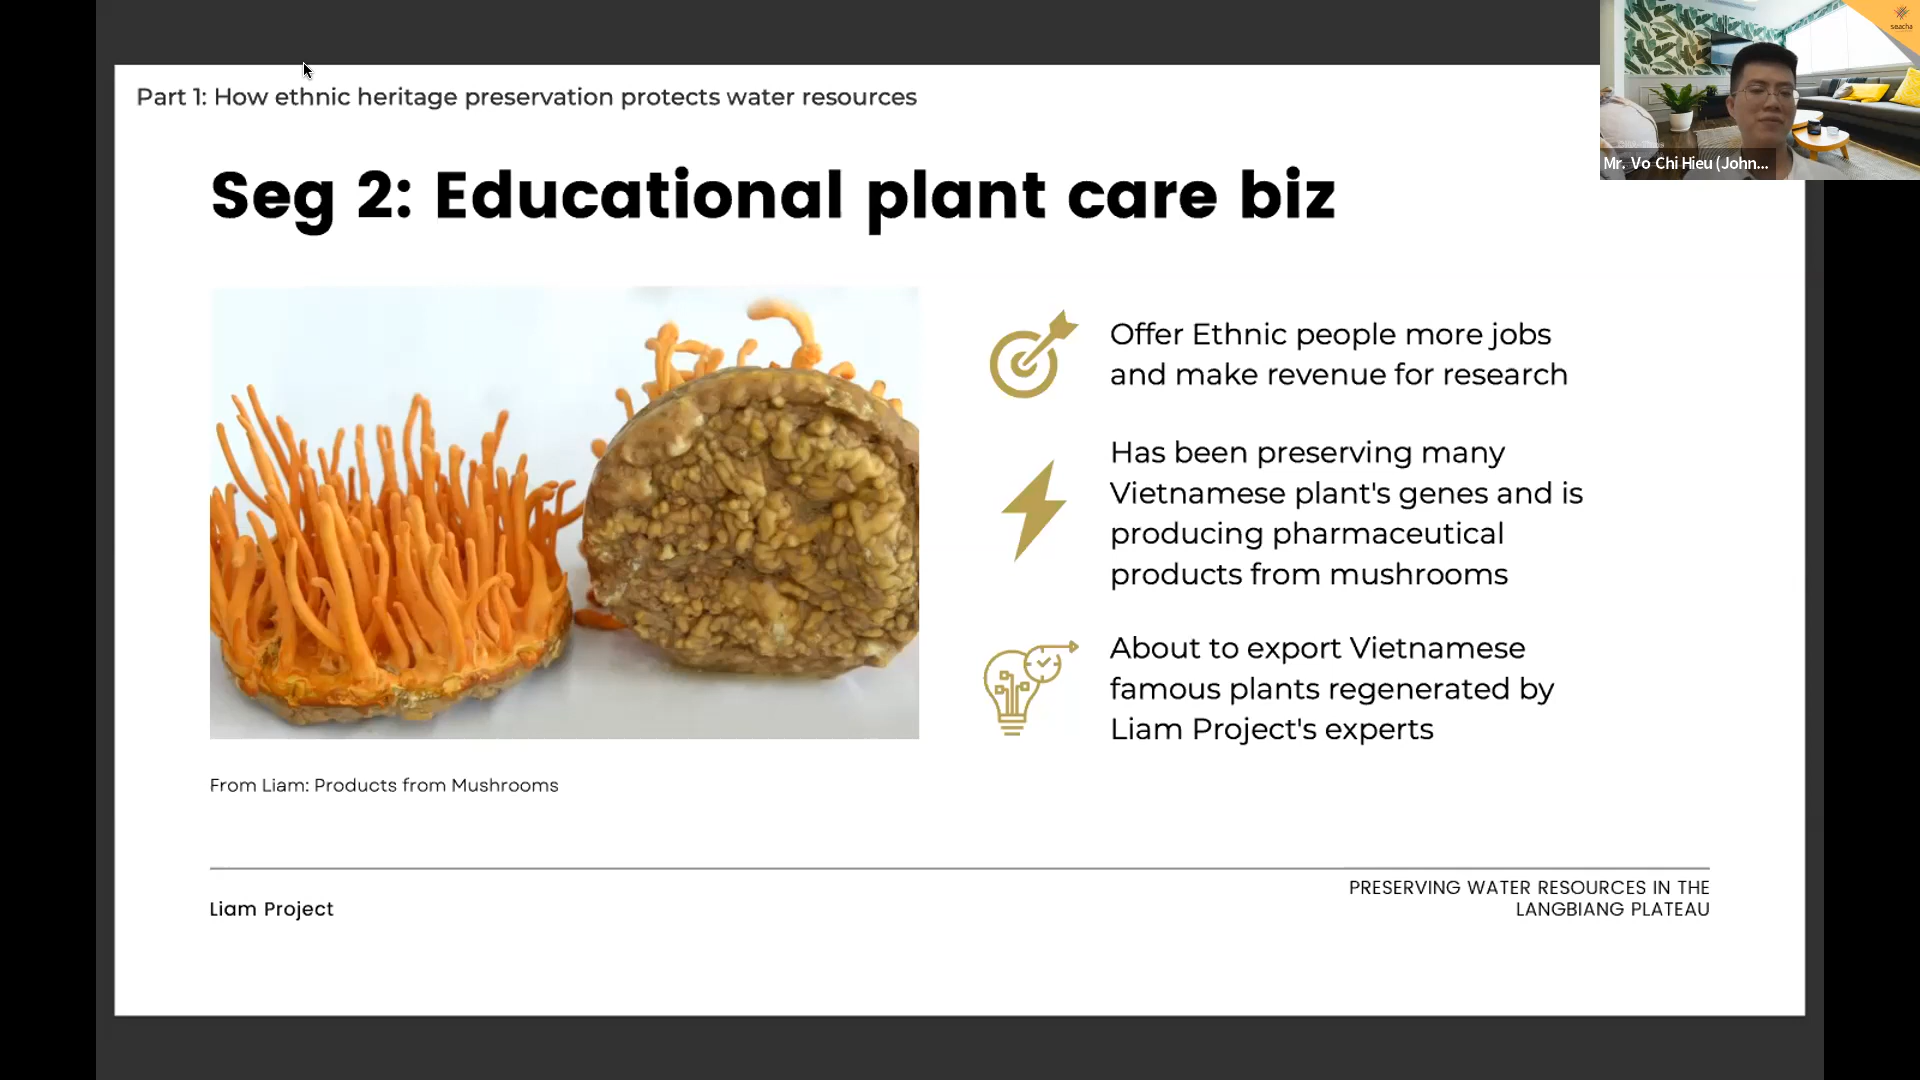 Part 1: How ethnic heritage preservation protects water resources
Seg 2: Educational plant care biz
Offer Ethnic people more jobs
and make revenue for research
Has been preserving many
Vietnamese plant's genes and is
producing pharmaceutical
products from mushrooms
About to export Vietnamese
famous plants regenerated by
Liam Project's experts
From Liam: Products from Mushrooms
Liam Project
PRESERVING WATER RESOURCES IN THE
LANGBIANG PLATEAU
Mr. Vo Chi Hieu (John...
seacha